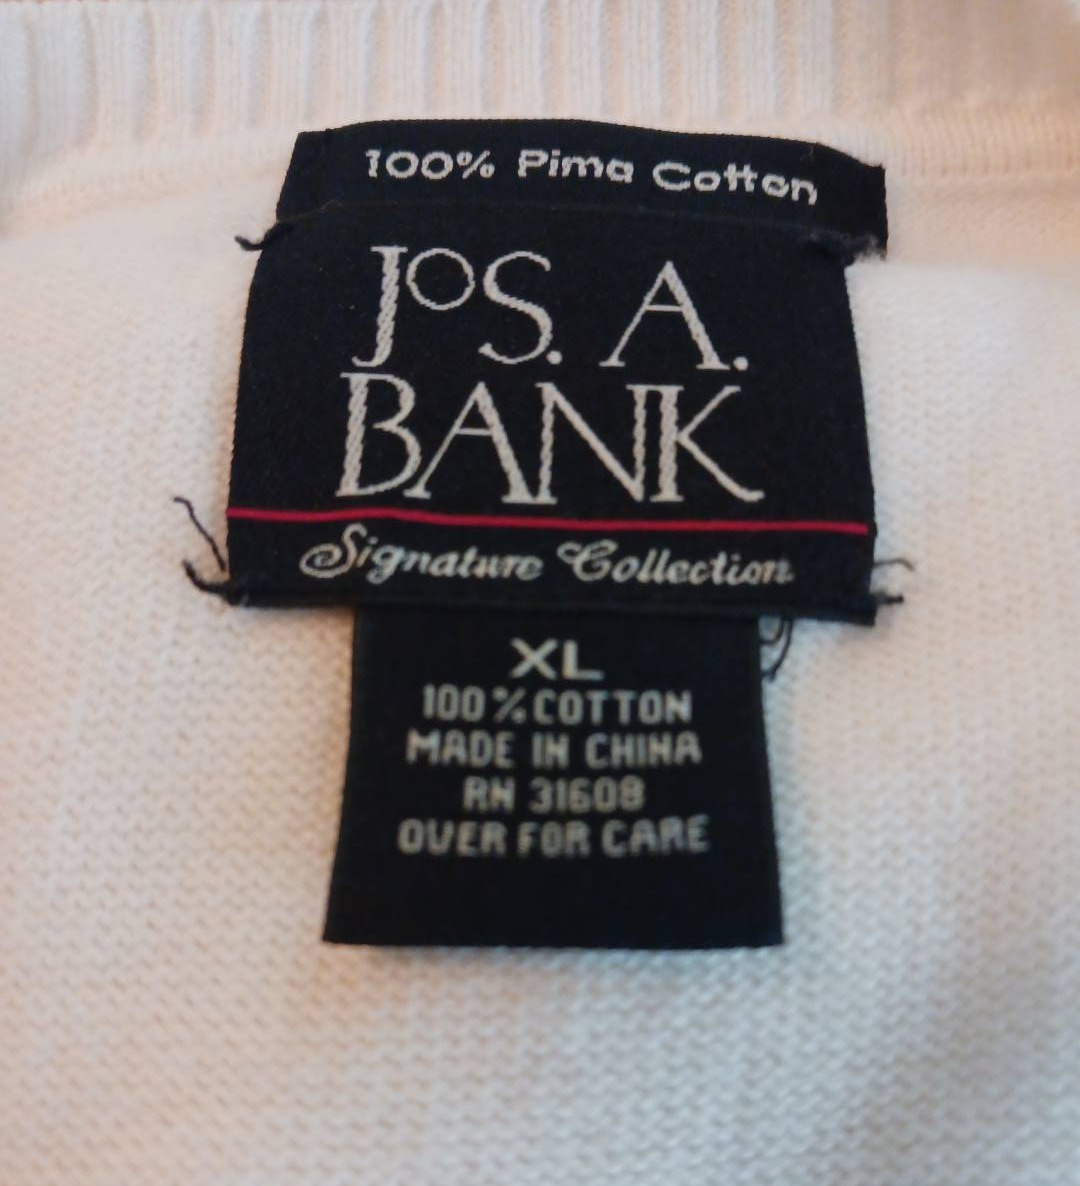 100% Pima Cotton
JOS. A.
BANK
Signature Collection
XL
100% COTTON
MADE IN CHINA
RN 31608
OVER FOR CARE